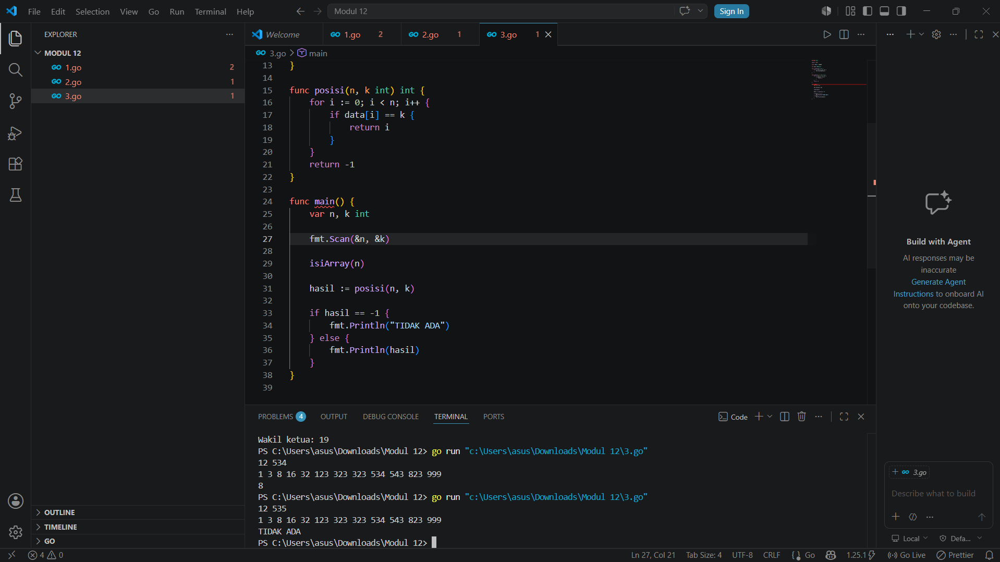 File Edit Selection View Go Run Terminal Help
Modul 12
Sign In
EXPLORER
MODUL 12
1.go 2
2.go 1
3.go 1
OUTLINE
TIMELINE
GO
Welcome
1.go 2
2.go 1
3.go 1
3.go > main
13 }
14
15 func posisi(n, k int) int {
16 for i := 0; i < n; i++ {
17 if data[i] == k {
18 return i
19 }
20 }
21 return -1
22 }
23
24 func main() {
25 var n, k int
26
27 fmt.Scan(&n, &k)
28
29 isiArray(n)
30
31 hasil := posisi(n, k)
32
33 if hasil == -1 {
34 fmt.Println("TIDAK ADA")
35 } else {
36 fmt.Println(hasil)
37 }
38 }
39
PROBLEMS 4 OUTPUT DEBUG CONSOLE TERMINAL PORTS
Code
Wakil ketua: 19
PS C:\Users\asus\Downloads\Modul 12> go run "c:\Users\asus\Downloads\Modul 12\3.go"
12 534
1 3 8 16 32 123 323 323 534 543 823 999
8
PS C:\Users\asus\Downloads\Modul 12> go run "c:\Users\asus\Downloads\Modul 12\3.go"
12 535
1 3 8 16 32 123 323 323 534 543 823 999
TIDAK ADA
PS C:\Users\asus\Downloads\Modul 12>
Build with Agent
AI responses may be
inaccurate
Generate Agent
Instructions to onboard AI
onto your codebase.
3.go
Describe what to build
Local
Defa...
4 0
Ln 27, Col 21 Tab Size: 4 UTF-8 CRLF Go 1.25.1 Go Live Prettier